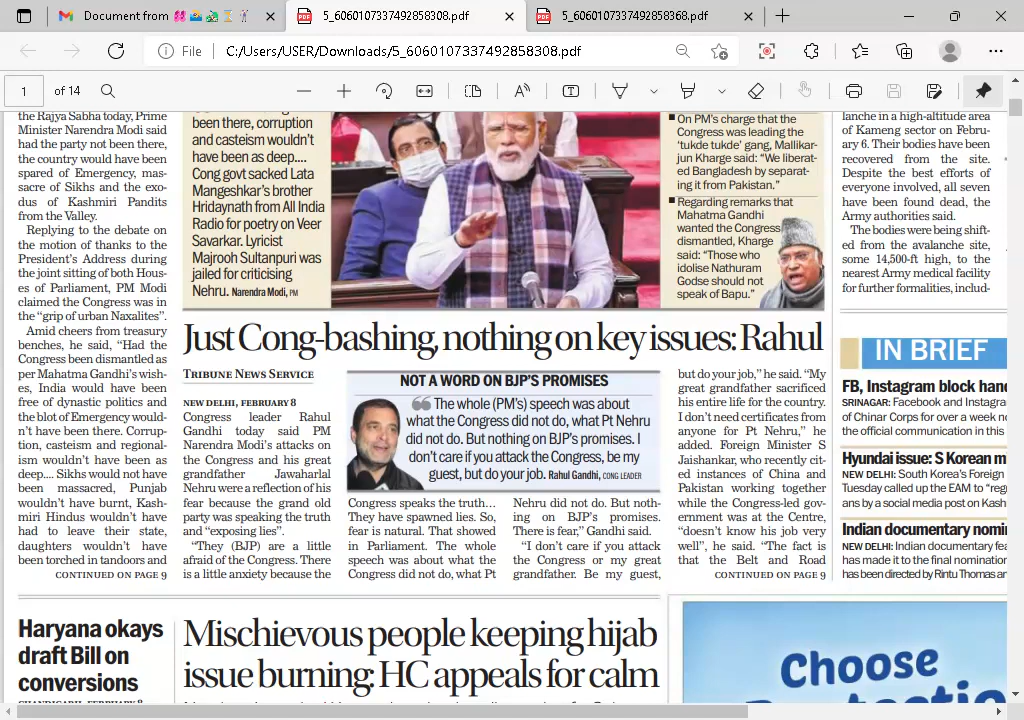 Document from
5_6060107337492858308.pdf
5_6060107337492858368.pdf
File
C:/Users/USER/Downloads/5_6060107337492858308.pdf
1 of 14
the Rajya Sabha today, Prime
Minister Narendra Modi said
had the party not been there,
the country would have been
spared of Emergency, mas-
sacre of Sikhs and the exo-
dus of Kashmiri Pandits
from the Valley.
Replying to the debate on
the motion of thanks to the
President's Address during
the joint sitting of both Hous-
es of Parliament, PM Modi
claimed the Congress was in
the "grip of urban Naxalites".
Amid cheers from treasury
benches, he said, "Had the
Congress been dismantled as
per Mahatma Gandhi's wish-
es, India would have been
free of dynastic politics and
the blot of Emergency would-
n't have been there. Corrup-
tion, casteism and regional-
ism wouldn't have been as
deep.... Sikhs would not have
been massacred, Punjab
wouldn't have burnt, Kash-
miri Hindus wouldn't have
had to leave their state,
daughters wouldn't have
been torched in tandoors and
CONTINUED ON PAGE 9
been there, corruption
and casteism wouldn't
have been as deep....
Cong govt sacked Lata
Mangeshkar's brother
Hridaynath from All India
Radio for poetry on Veer
Savarkar. Lyricist
Majrooh Sultanpuri was
jailed for criticising
Nehru. Narendra Modi, PM
■ On PM's charge that the
Congress was leading the
'tukde tukde' gang, Mallikar-
jun Kharge said: "We liberat-
ed Bangladesh by separat-
ing it from Pakistan."
■ Regarding remarks that
Mahatma Gandhi
wanted the Congress
dismantled, Kharge
said: "Those who
idolise Nathuram
Godse should not
speak of Bapu."
Just Cong-bashing, nothing on key issues: Rahul
TRIBUNE NEWS SERVICE
NEW DELHI, FEBRUARY 8
Congress leader Rahul
Gandhi today said PM
Narendra Modi's attacks on
the Congress and his great
grandfather Jawaharlal
Nehru were a reflection of his
fear because the grand old
party was speaking the truth
and "exposing lies".
"They (BJP) are a little
afraid of the Congress. There
is a little anxiety because the
NOT A WORD ON BJP'S PROMISES
The whole (PM's) speech was about
what the Congress did not do, what Pt Nehru
did not do. But nothing on BJP's promises. I
don't care if you attack the Congress, be my
guest, but do your job. Rahul Gandhi, CONG LEADER
Congress speaks the truth...
They have spawned lies. So,
fear is natural. That showed
in Parliament. The whole
speech was about what the
Congress did not do, what Pt
Nehru did not do. But noth-
ing on BJP's promises.
There is fear," Gandhi said.
"I don't care if you attack
the Congress or my great
grandfather. Be my guest,
but do your job," he said. "My
great grandfather sacrificed
his entire life for the country.
I don't need certificates from
anyone for Pt Nehru," he
added. Foreign Minister S
Jaishankar, who recently cit-
ed instances of China and
Pakistan working together
while the Congress-led gov-
ernment was at the Centre,
"doesn't know his job very
well", he said. "The fact is
that the Belt and Road
CONTINUED ON PAGE 9
lanche in a high-altitude area
of Kameng sector on Febru-
ary 6. Their bodies have been
recovered from the site.
Despite the best efforts of
everyone involved, all seven
have been found dead, the
Army authorities said.
The bodies were being shift-
ed from the avalanche site,
some 14,500-ft high, to the
nearest Army medical facility
for further formalities, includ-
IN BRIEF
FB, Instagram block hand
SRINAGAR: Facebook and Instagra
of Chinar Corps for over a week n
the official communication in this
Hyundai issue: S Korean m
NEW DELHI: South Korea's Foreign
Tuesday called up the EAM to "reg
ans by a social media post on Kash
Indian documentary nomin
NEW DELHI: Indian documentary fea
has made it to the final nomination
has been directed by Rintu Thomas an
Haryana okays
draft Bill on
conversions
CHANDIGARH, FEBRUARY 8
Mischievous people keeping hijab
issue burning: HC appeals for calm
Choose